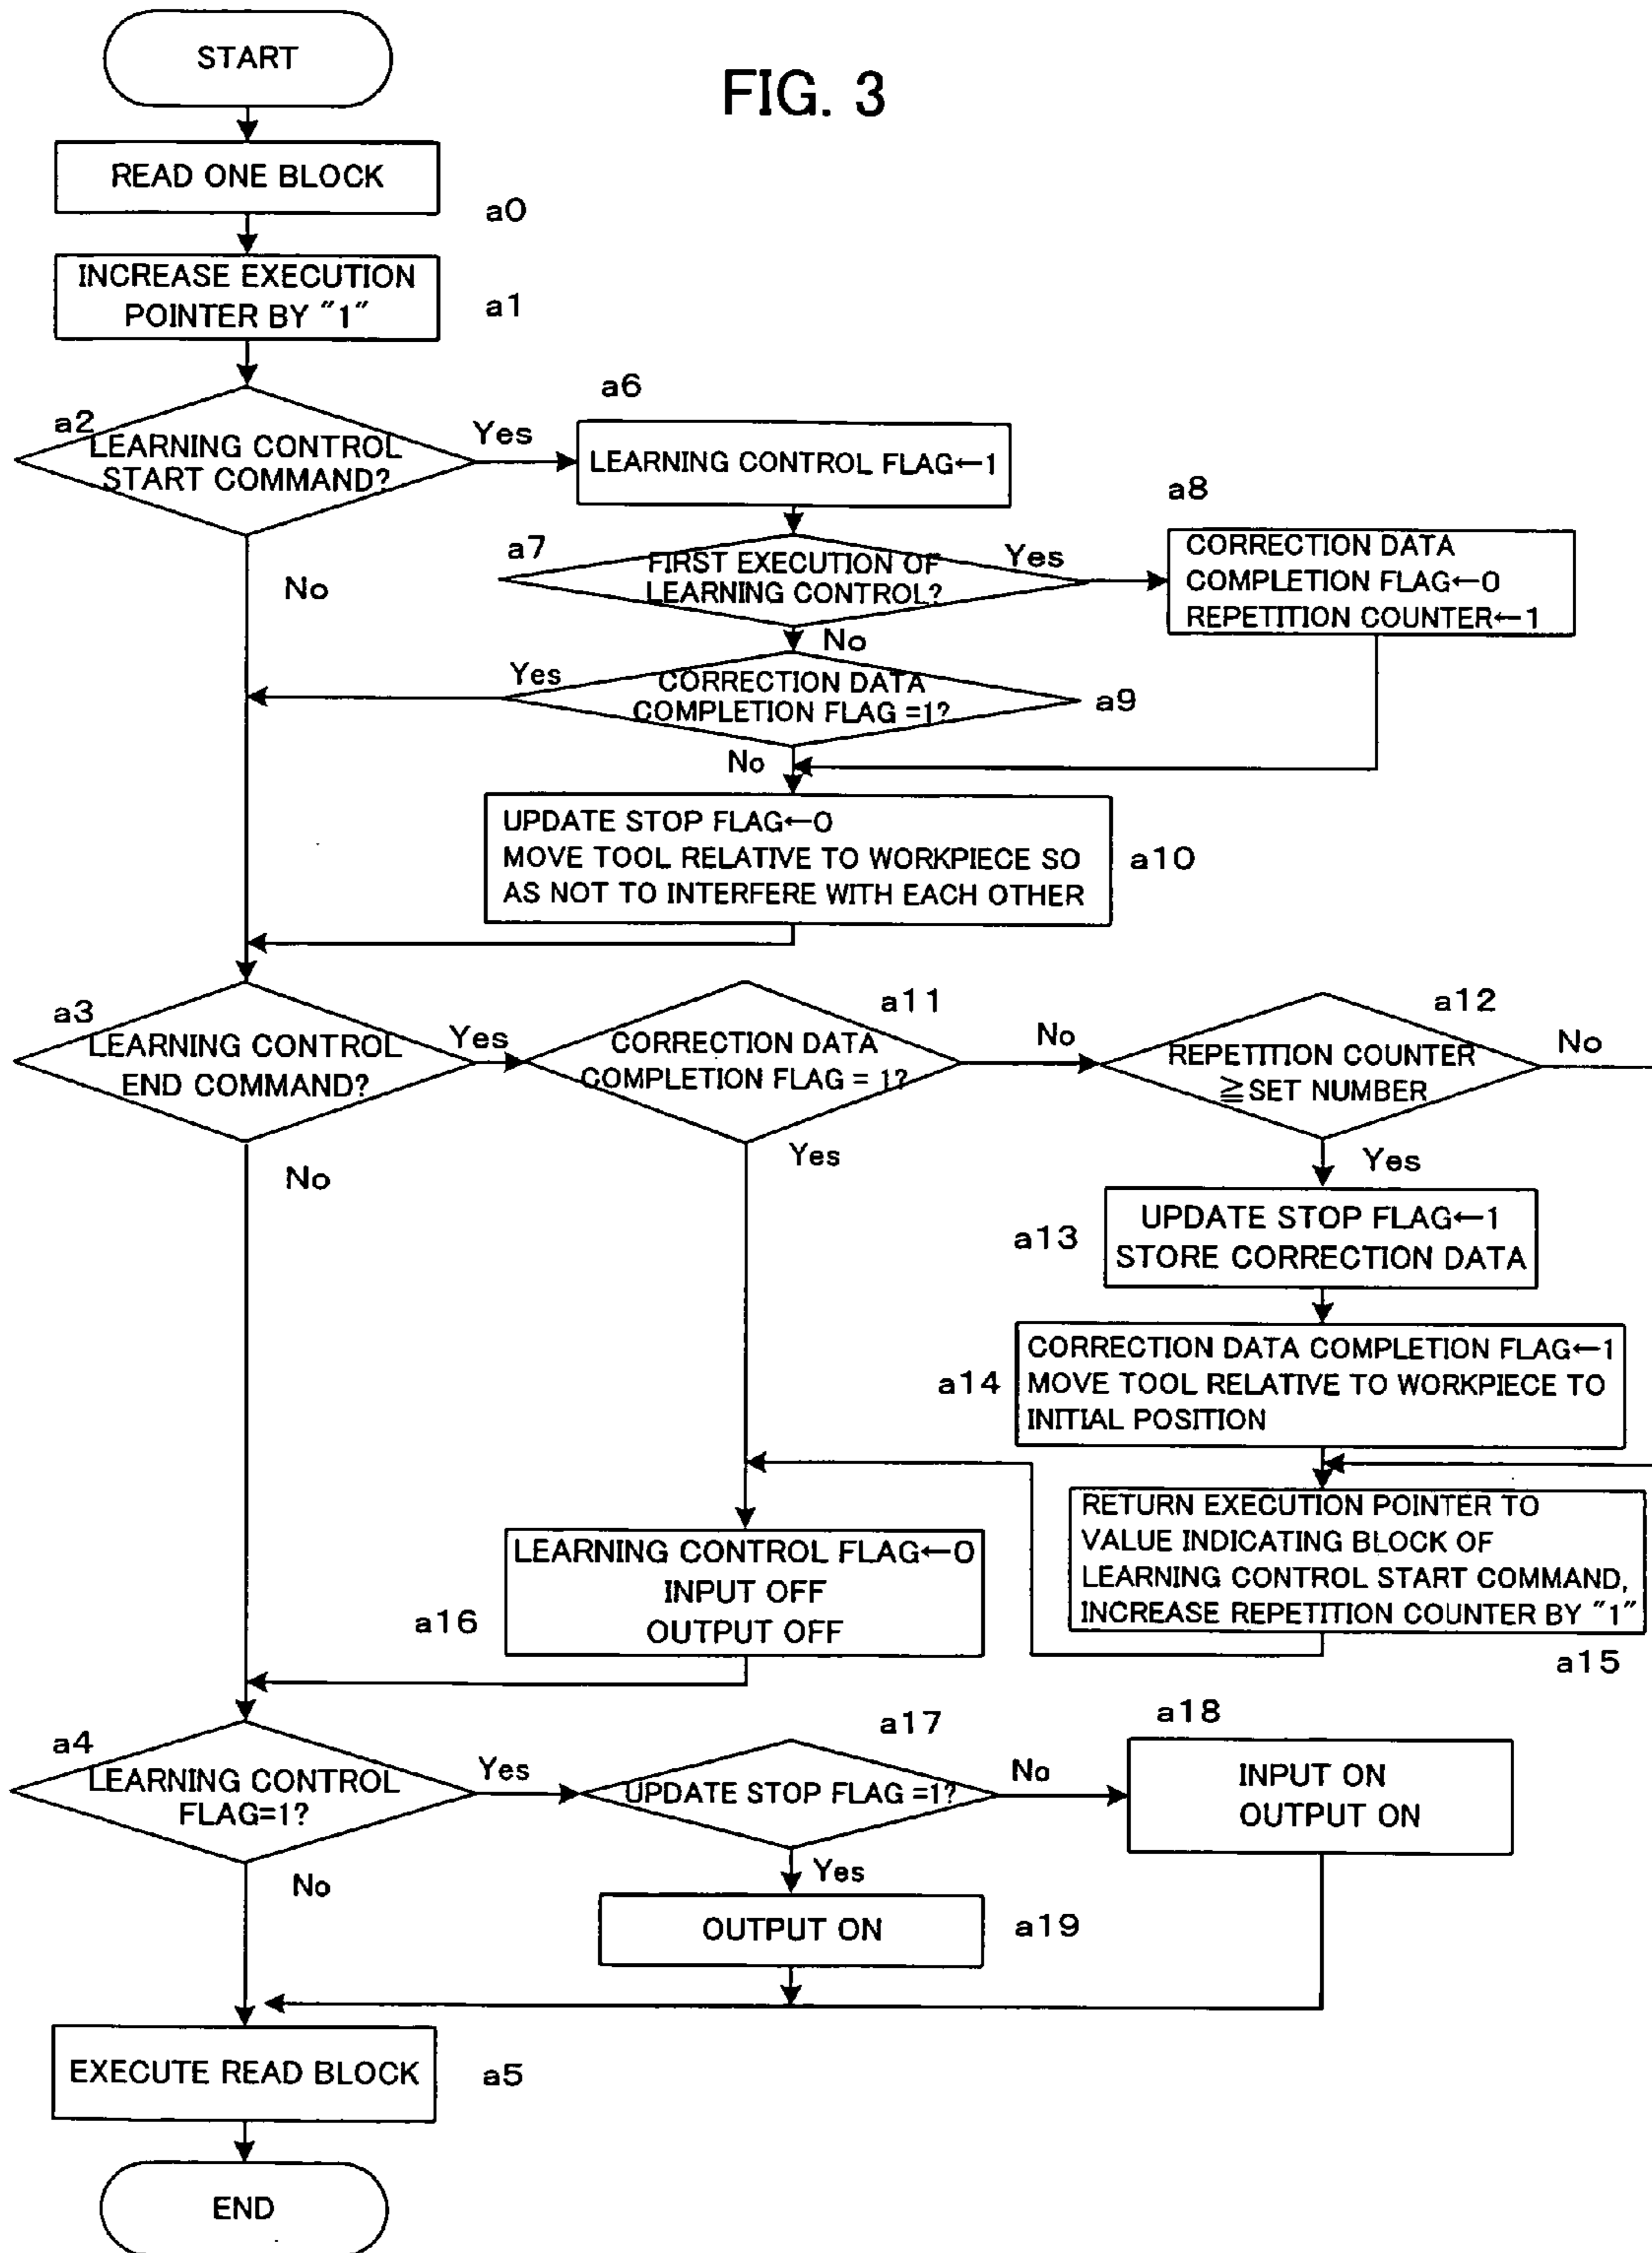 FIG. 3
START
READ ONE BLOCK
a0
INCREASE EXECUTION
POINTER BY "1"
a1
a2
LEARNING CONTROL
START COMMAND?
Yes
No
a6
LEARNING CONTROL FLAG←1
a7
FIRST EXECUTION OF
LEARNING CONTROL?
Yes
No
a8
CORRECTION DATA
COMPLETION FLAG←0
REPETITION COUNTER←1
Yes
CORRECTION DATA
COMPLETION FLAG =1?
a9
No
UPDATE STOP FLAG←0
MOVE TOOL RELATIVE TO WORKPIECE SO
AS NOT TO INTERFERE WITH EACH OTHER
a10
a3
LEARNING CONTROL
END COMMAND?
Yes
No
a11
CORRECTION DATA
COMPLETION FLAG = 1?
No
Yes
a12
REPETITION COUNTER
≧SET NUMBER
No
Yes
a13
UPDATE STOP FLAG←1
STORE CORRECTION DATA
a14
CORRECTION DATA COMPLETION FLAG←1
MOVE TOOL RELATIVE TO WORKPIECE TO
INITIAL POSITION
RETURN EXECUTION POINTER TO
VALUE INDICATING BLOCK OF
LEARNING CONTROL START COMMAND,
INCREASE REPETITION COUNTER BY "1"
a15
LEARNING CONTROL FLAG←0
INPUT OFF
OUTPUT OFF
a16
a4
LEARNING CONTROL
FLAG=1?
Yes
No
a17
UPDATE STOP FLAG =1?
No
Yes
a18
INPUT ON
OUTPUT ON
OUTPUT ON
a19
EXECUTE READ BLOCK
a5
END